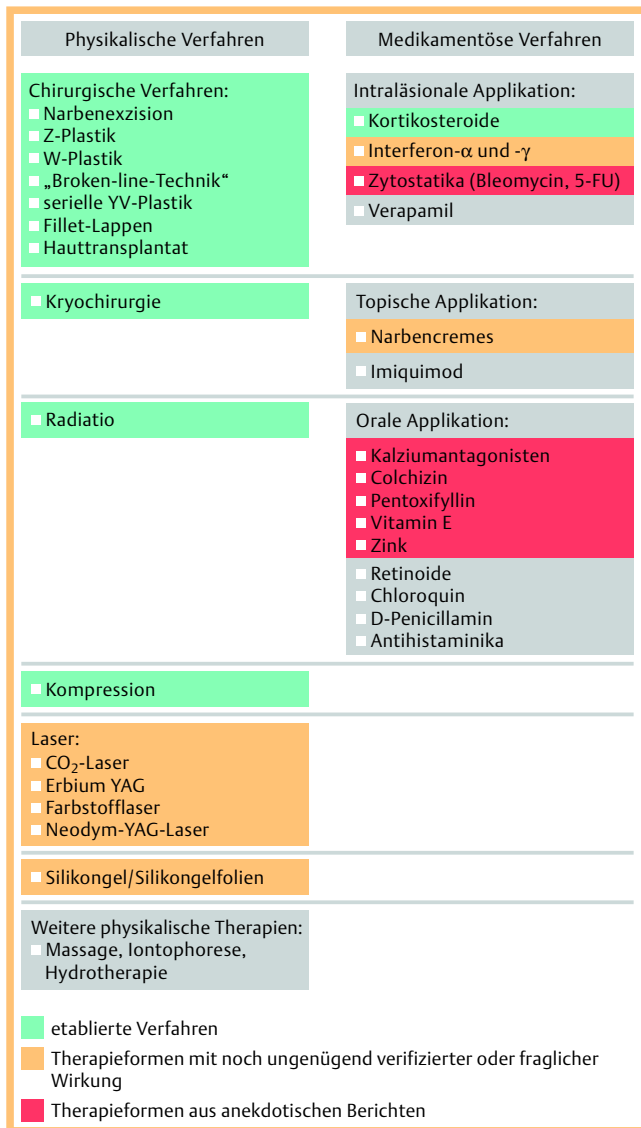 Physikalische Verfahren
Medikamentöse Verfahren
Chirurgische Verfahren:
Narbenexzision
Z-Plastik
W-Plastik
„Broken-line-Technik“
serielle YV-Plastik
Fillet-Lappen
Hauttransplantat
Intraläsionale Applikation:
Kortikosteroide
Interferon-α und -γ
Zytostatika (Bleomycin, 5-FU)
Verapamil
Kryochirurgie
Topische Applikation:
Narbencremes
Imiquimod
Radiatio
Orale Applikation:
Kalziumantagonisten
Colchizin
Pentoxifyllin
Vitamin E
Zink
Retinoide
Chloroquin
D-Penicillamin
Antihistaminika
Kompression
Laser:
CO₂-Laser
Erbium YAG
Farbstofflaser
Neodym-YAG-Laser
Silikongel/Silikongelfolien
Weitere physikalische Therapien:
Massage, Iontophorese,
Hydrotherapie
etablierte Verfahren
Therapieformen mit noch ungenügend verifizierter oder fraglicher
Wirkung
Therapieformen aus anekdotischen Berichten